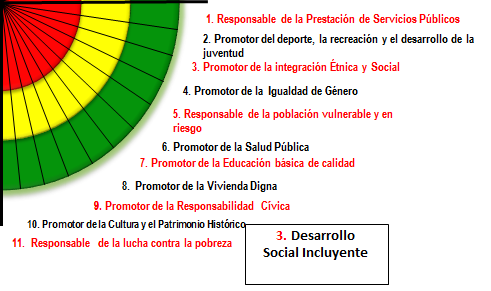 1. Responsable de la Prestación de Servicios Públicos
2. Promotor del deporte, la recreación y el desarrollo de la
juventud
3. Promotor de la integración Étnica y Social
4. Promotor de la Igualdad de Género
5. Responsable de la población vulnerable y en
riesgo
6. Promotor de la Salud Pública
7. Promotor de la Educación básica de calidad
8. Promotor de la Vivienda Digna
9. Promotor de la Responsabilidad Cívica
10. Promotor de la Cultura y el Patrimonio Histórico
11. Responsable de la lucha contra la pobreza
3. Desarrollo
Social Incluyente